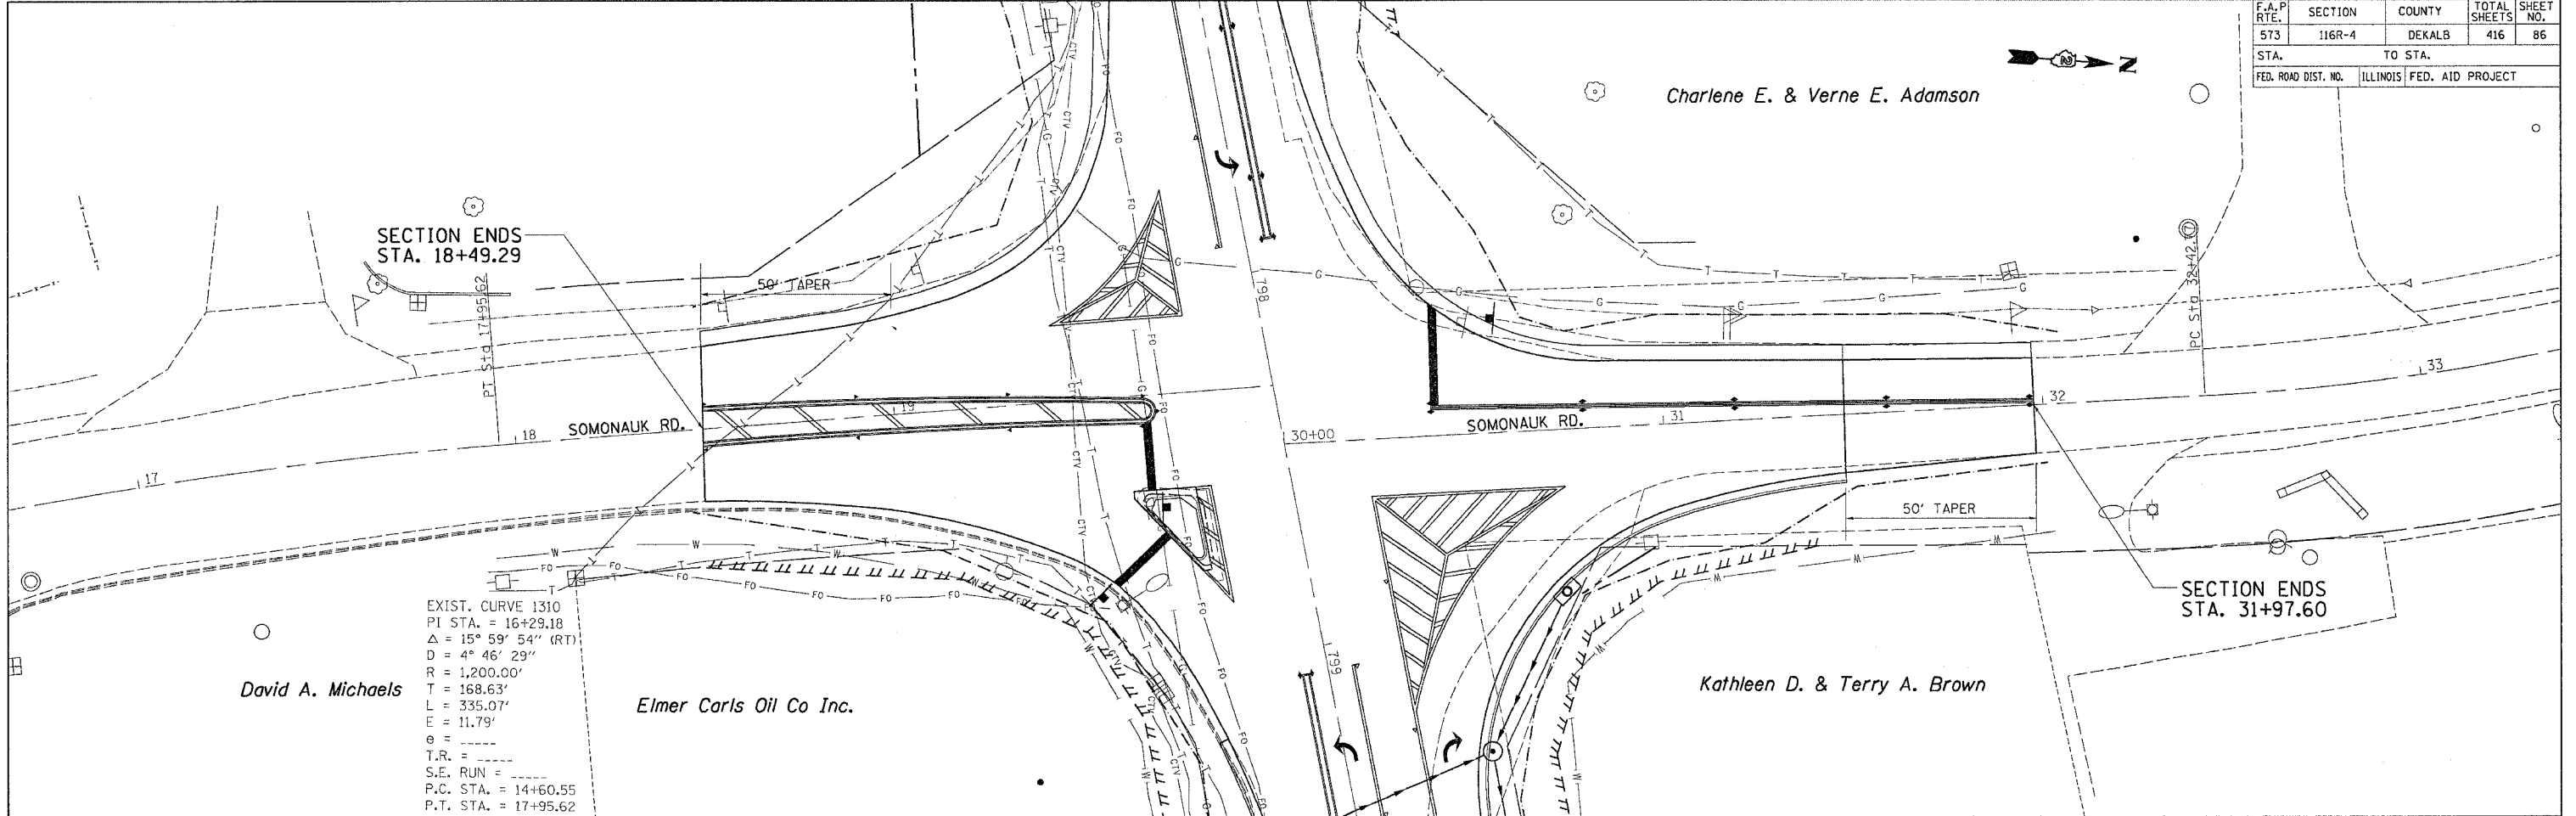 F.A.P. RTE. SECTION COUNTY TOTAL SHEETS SHEET NO.
573 116R-4 DEKALB 416 86
STA. TO STA.
FED. ROAD DIST. NO. ILLINOIS FED. AID PROJECT
N
Charlene E. & Verne E. Adamson
SECTION ENDS
STA. 18+49.29
50' TAPER
PT Sta 17+95.62
798
17
18
SOMONAUK RD.
19
30+00
SOMONAUK RD.
31
32
33
50' TAPER
SECTION ENDS
STA. 31+97.60
EXIST. CURVE 1310
PI STA. = 16+29.18
Δ = 15° 59' 54" (RT)
D = 4° 46' 29"
R = 1,200.00'
T = 168.63'
L = 335.07'
E = 11.79'
e = _____
T.R. = _____
S.E. RUN = _____
P.C. STA. = 14+60.55
P.T. STA. = 17+95.62
David A. Michaels
Elmer Carls Oil Co Inc.
799
Kathleen D. & Terry A. Brown